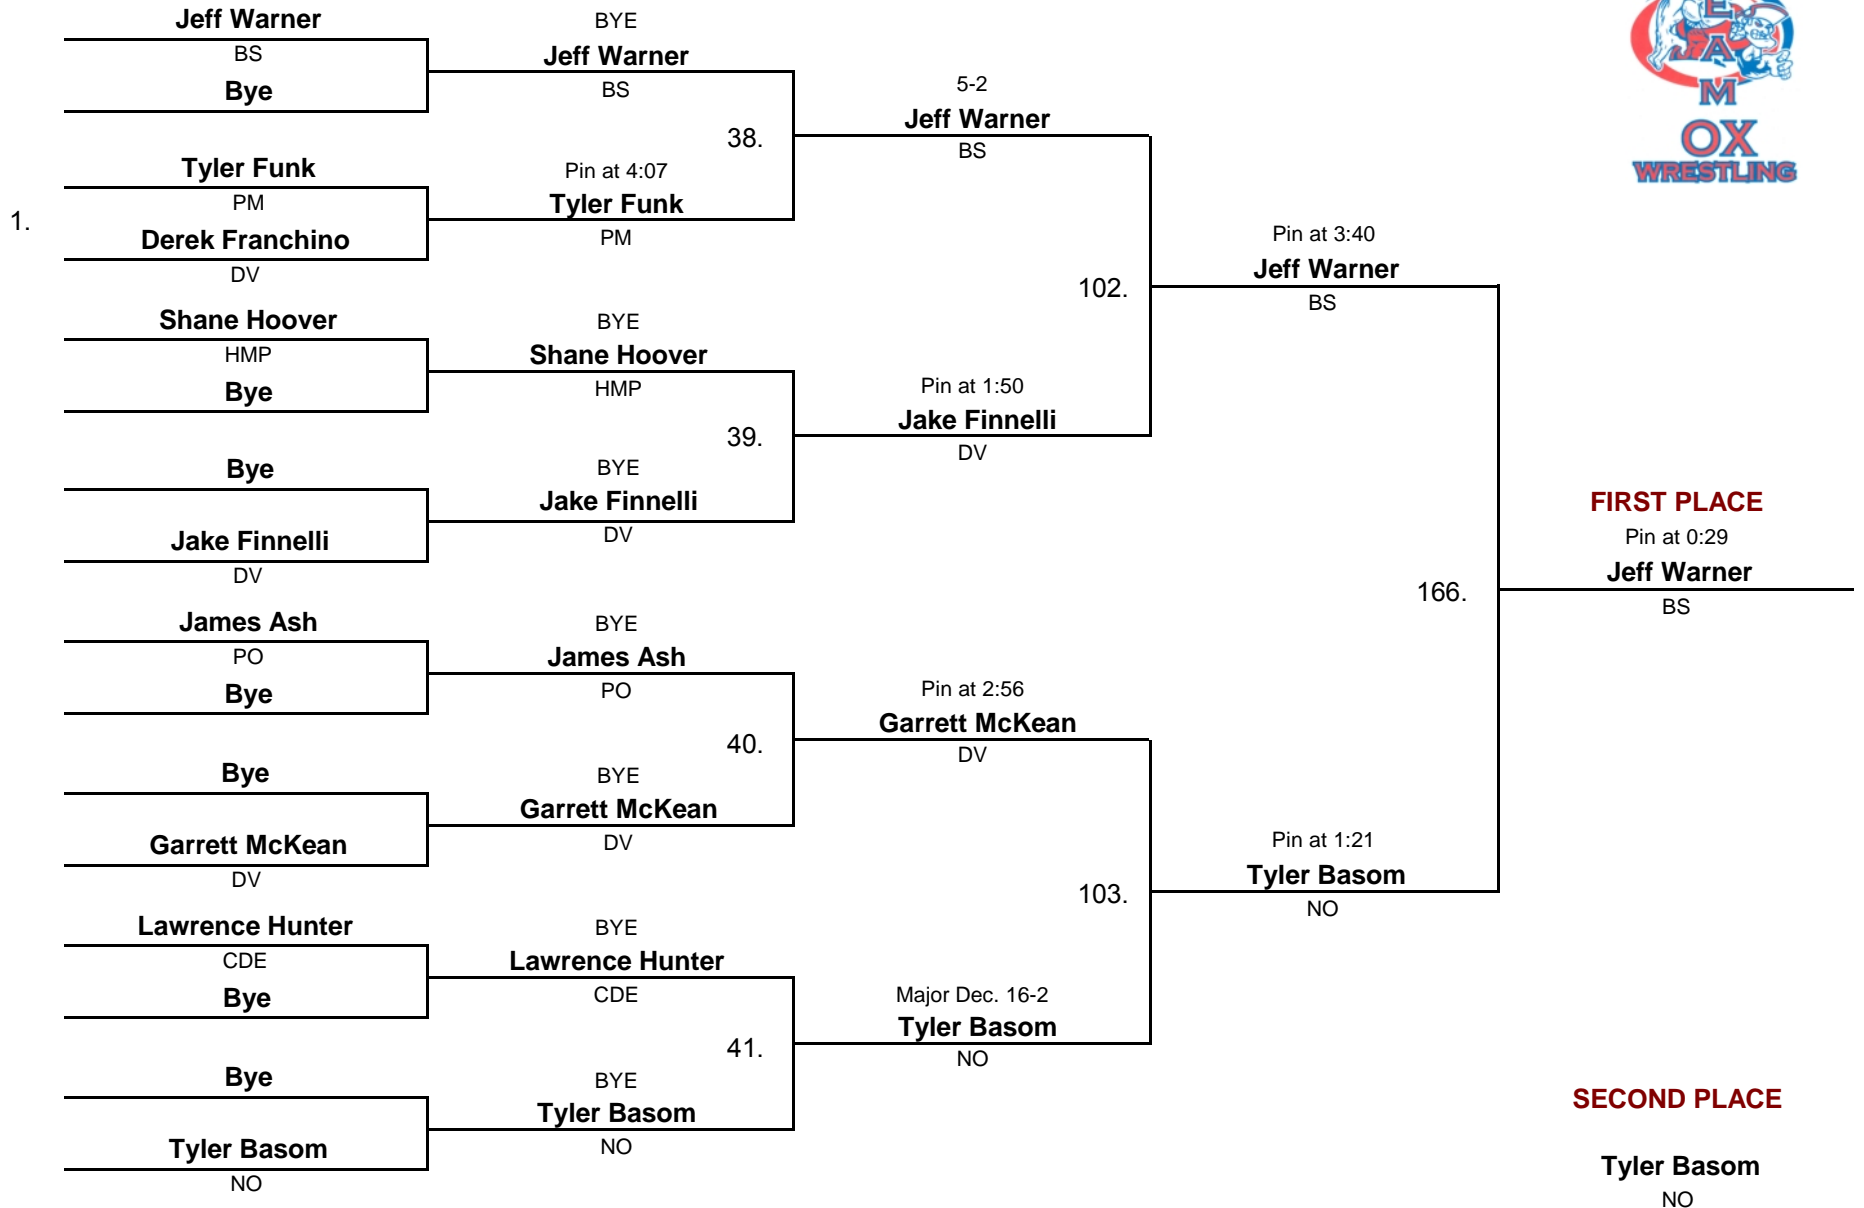 Jeff Warner
BS
Bye
1.
Tyler Funk
PM
Derek Franchino
DV
Shane Hoover
HMP
Bye
Bye
Jake Finnelli
DV
James Ash
PO
Bye
Bye
Garrett McKean
DV
Lawrence Hunter
CDE
Bye
Bye
Tyler Basom
NO
BYE
Jeff Warner
BS
38.
Pin at 4:07
Tyler Funk
PM
BYE
Shane Hoover
HMP
39.
BYE
Jake Finnelli
DV
BYE
James Ash
PO
40.
BYE
Garrett McKean
DV
BYE
Lawrence Hunter
CDE
41.
BYE
Tyler Basom
NO
5-2
Jeff Warner
BS
102.
Pin at 1:50
Jake Finnelli
DV
Pin at 2:56
Garrett McKean
DV
103.
Major Dec. 16-2
Tyler Basom
NO
Pin at 3:40
Jeff Warner
BS
166.
Pin at 1:21
Tyler Basom
NO
E
A
M
OX
WRESTLING
FIRST PLACE
Pin at 0:29
Jeff Warner
BS
SECOND PLACE
Tyler Basom
NO